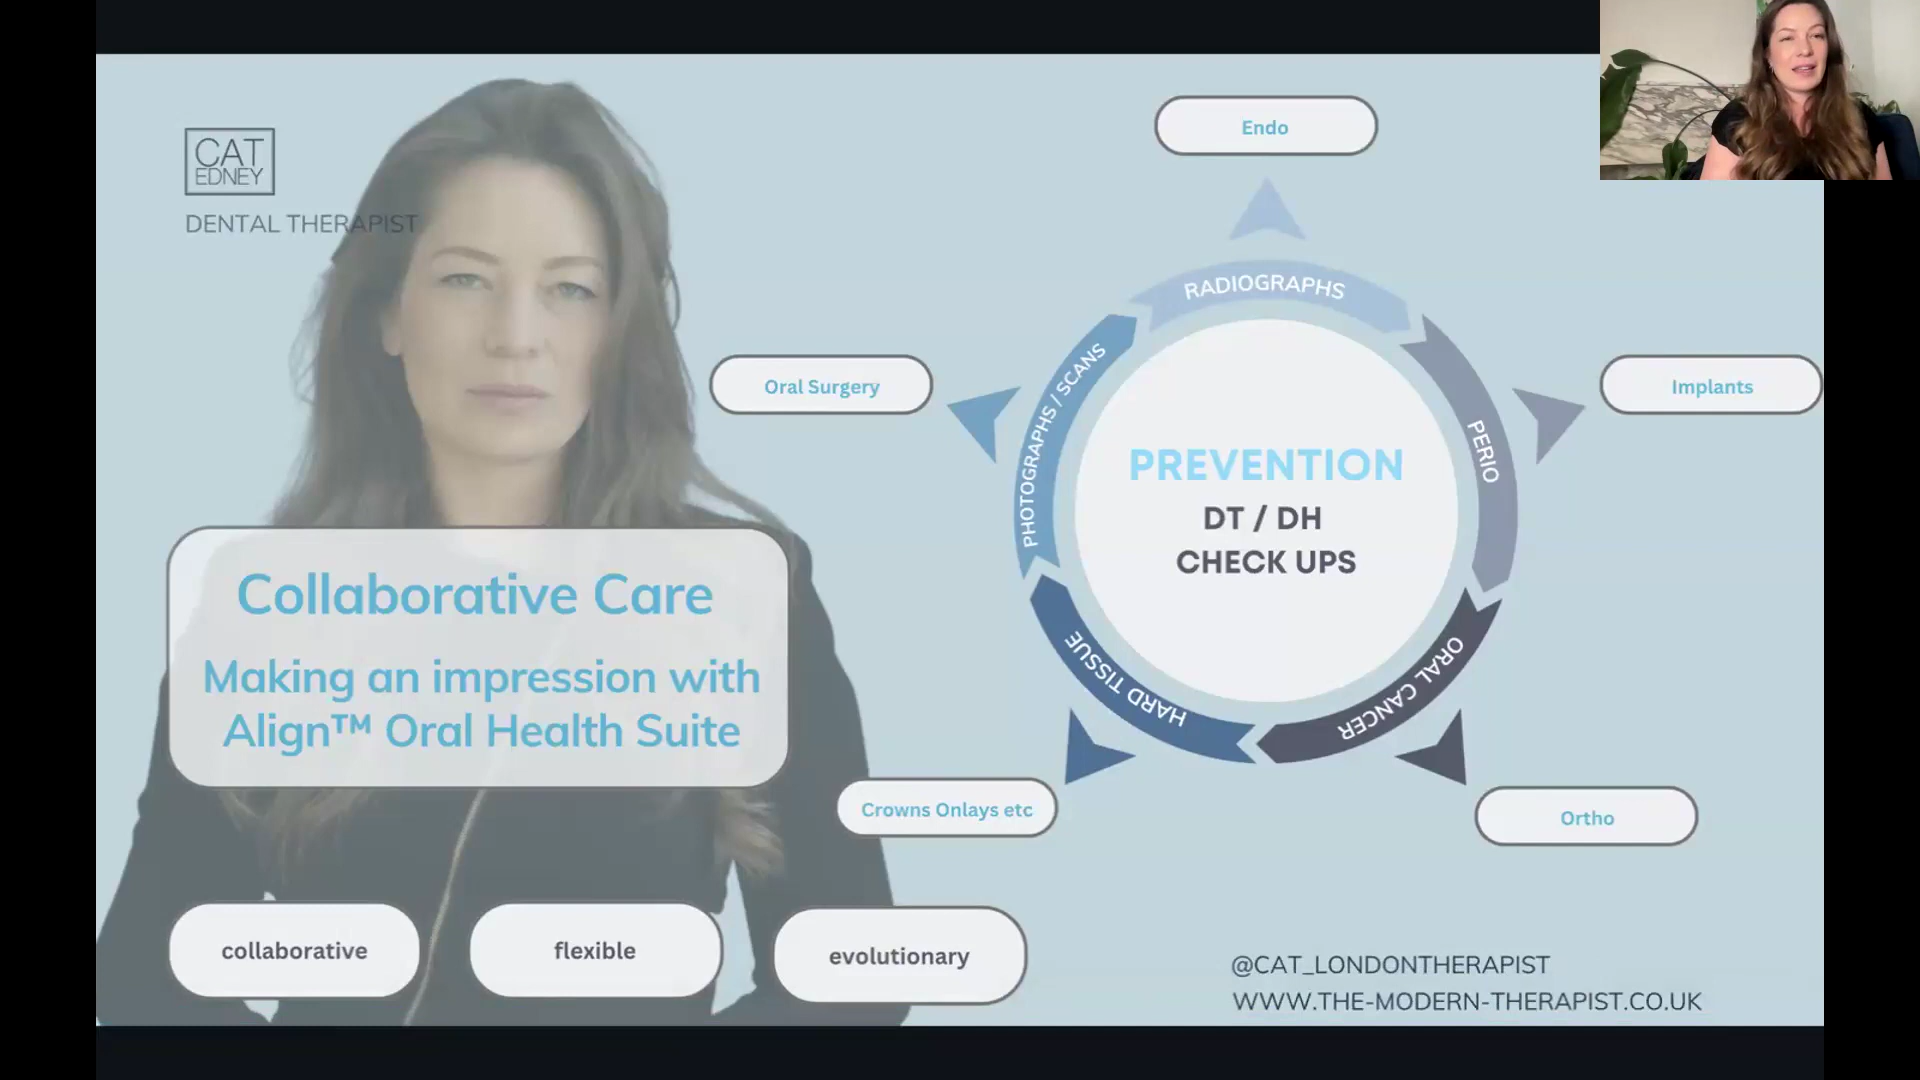 CAT
EDNEY
DENTAL THERAPIST
Collaborative Care
Making an impression with
Align™ Oral Health Suite
collaborative
flexible
evolutionary
Endo
Oral Surgery
Implants
Crowns Onlays etc
Ortho
RADIOGRAPHS
PERIO
ORAL CANCER
HARD TISSUE
PHOTOGRAPHS / SCANS
PREVENTION
DT / DH
CHECK UPS
@CAT_LONDONTHERAPIST
WWW.THE-MODERN-THERAPIST.CO.UK